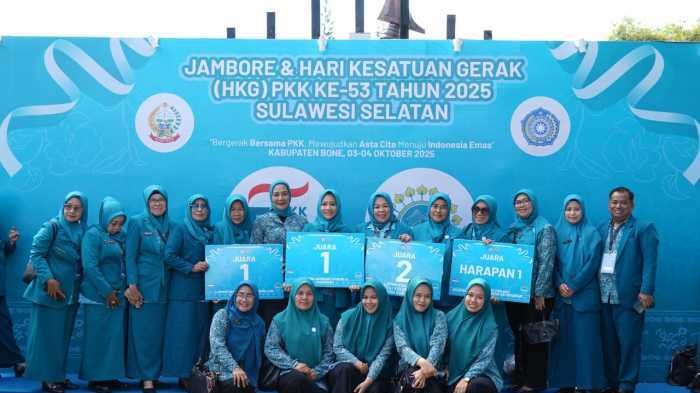 JAMBORE & HARI KESATUAN GERAK
(HKG) PKK KE-53 TAHUN 2025
SULAWESI SELATAN
"Bergerak Bersama PKK, Mewujudkan Asta Cita Menuju Indonesia Emas"
KABUPATEN BONE, 03-04 OKTOBER 2025
JUARA
1
JUARA
1
JUARA
2
JUARA
HARAPAN 1